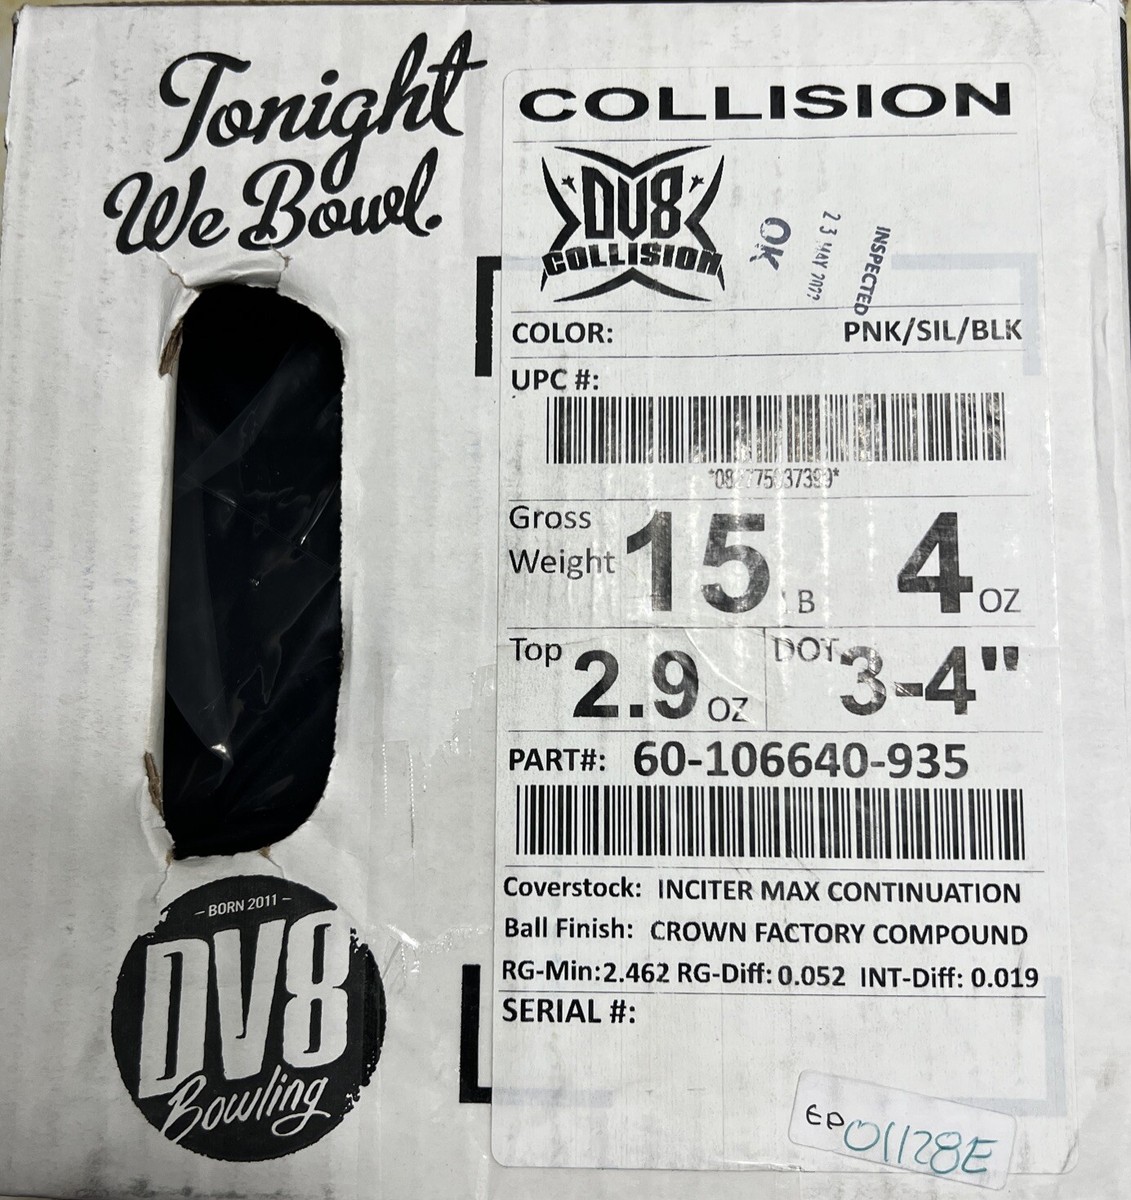 Tonight
We Bowl.
COLLISION
DV8
COLLISION
OK
23 MAY
INSPECTED
COLOR: PNK/SIL/BLK
UPC #:
Gross
Weight 15 B 4 OZ
Top 2.9 OZ DOT 3-4"
PART#: 60-106640-935
Coverstock: INCITER MAX CONTINUATION
Ball Finish: CROWN FACTORY COMPOUND
RG-Min:2.462 RG-Diff: 0.052 INT-Diff: 0.019
SERIAL #:
EP 01128E
– BORN 2011 –
DV8
Bowling